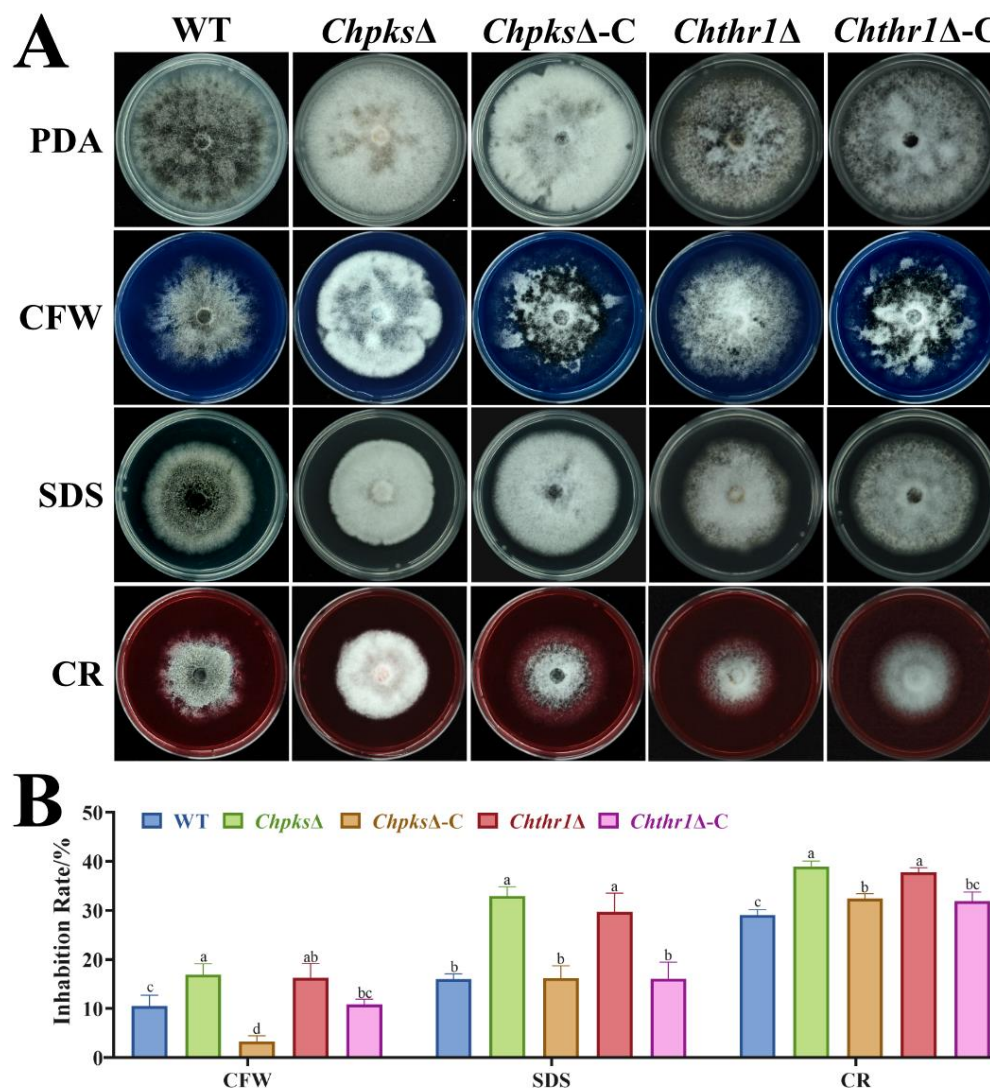 A
WT ChpksΔ ChpksΔ-C Chthr1Δ Chthr1Δ-C
PDA
CFW
SDS
CR
B
Inhabition Rate/%
50
40
30
20
10
0
WT ChpksΔ ChpksΔ-C Chthr1Δ Chthr1Δ-C
c a d ab bc
b a b a b
c a b a bc
CFW SDS CR